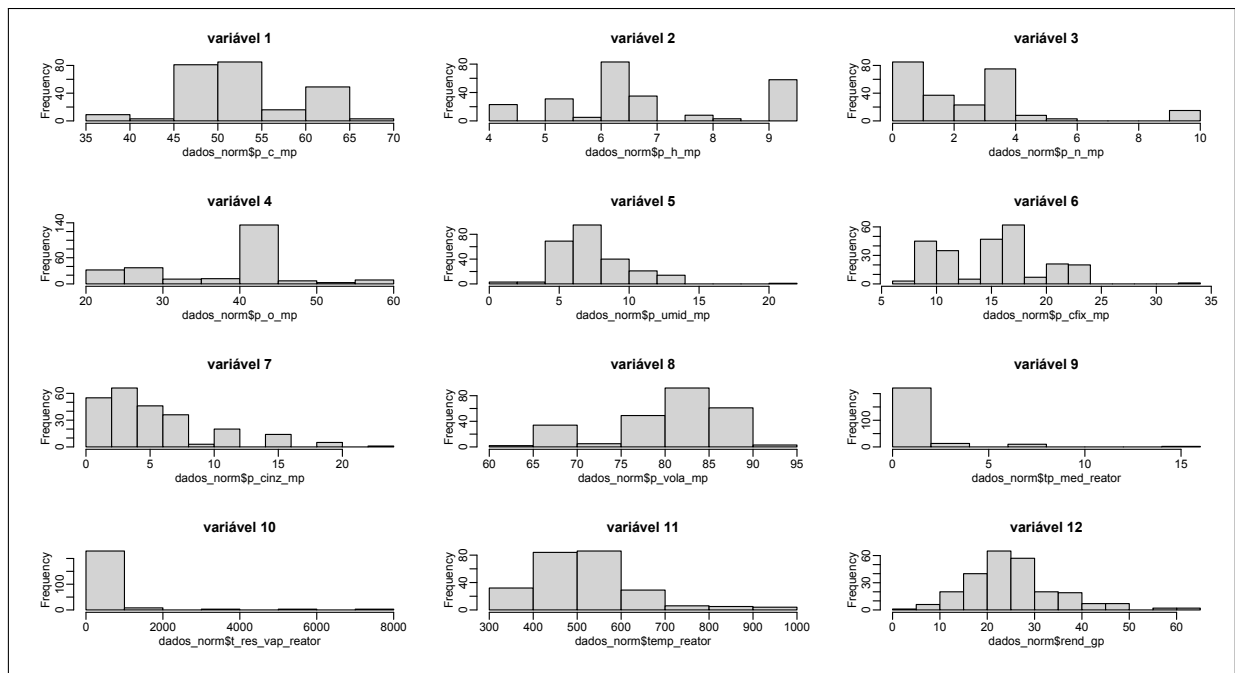 variável 1
Frequency
0 40 80
35 40 45 50 55 60 65 70
dados_norm$p_c_mp
variável 2
Frequency
0 40 80
4 5 6 7 8 9
dados_norm$p_h_mp
variável 3
Frequency
0 40 80
0 2 4 6 8 10
dados_norm$p_n_mp
variável 4
Frequency
0 60 140
20 30 40 50 60
dados_norm$p_o_mp
variável 5
Frequency
0 40 80
0 5 10 15 20
dados_norm$p_umid_mp
variável 6
Frequency
0 30 60
5 10 15 20 25 30 35
dados_norm$p_cfix_mp
variável 7
Frequency
0 30 60
0 5 10 15 20
dados_norm$p_cinz_mp
variável 8
Frequency
0 40 80
60 65 70 75 80 85 90 95
dados_norm$p_vola_mp
variável 9
Frequency
0 100
0 5 10 15
dados_norm$tp_med_reator
variável 10
Frequency
0 100
0 2000 4000 6000 8000
dados_norm$t_res_vap_reator
variável 11
Frequency
0 40 80
300 400 500 600 700 800 900 1000
dados_norm$temp_reator
variável 12
Frequency
0 30 60
0 10 20 30 40 50 60
dados_norm$rend_gp